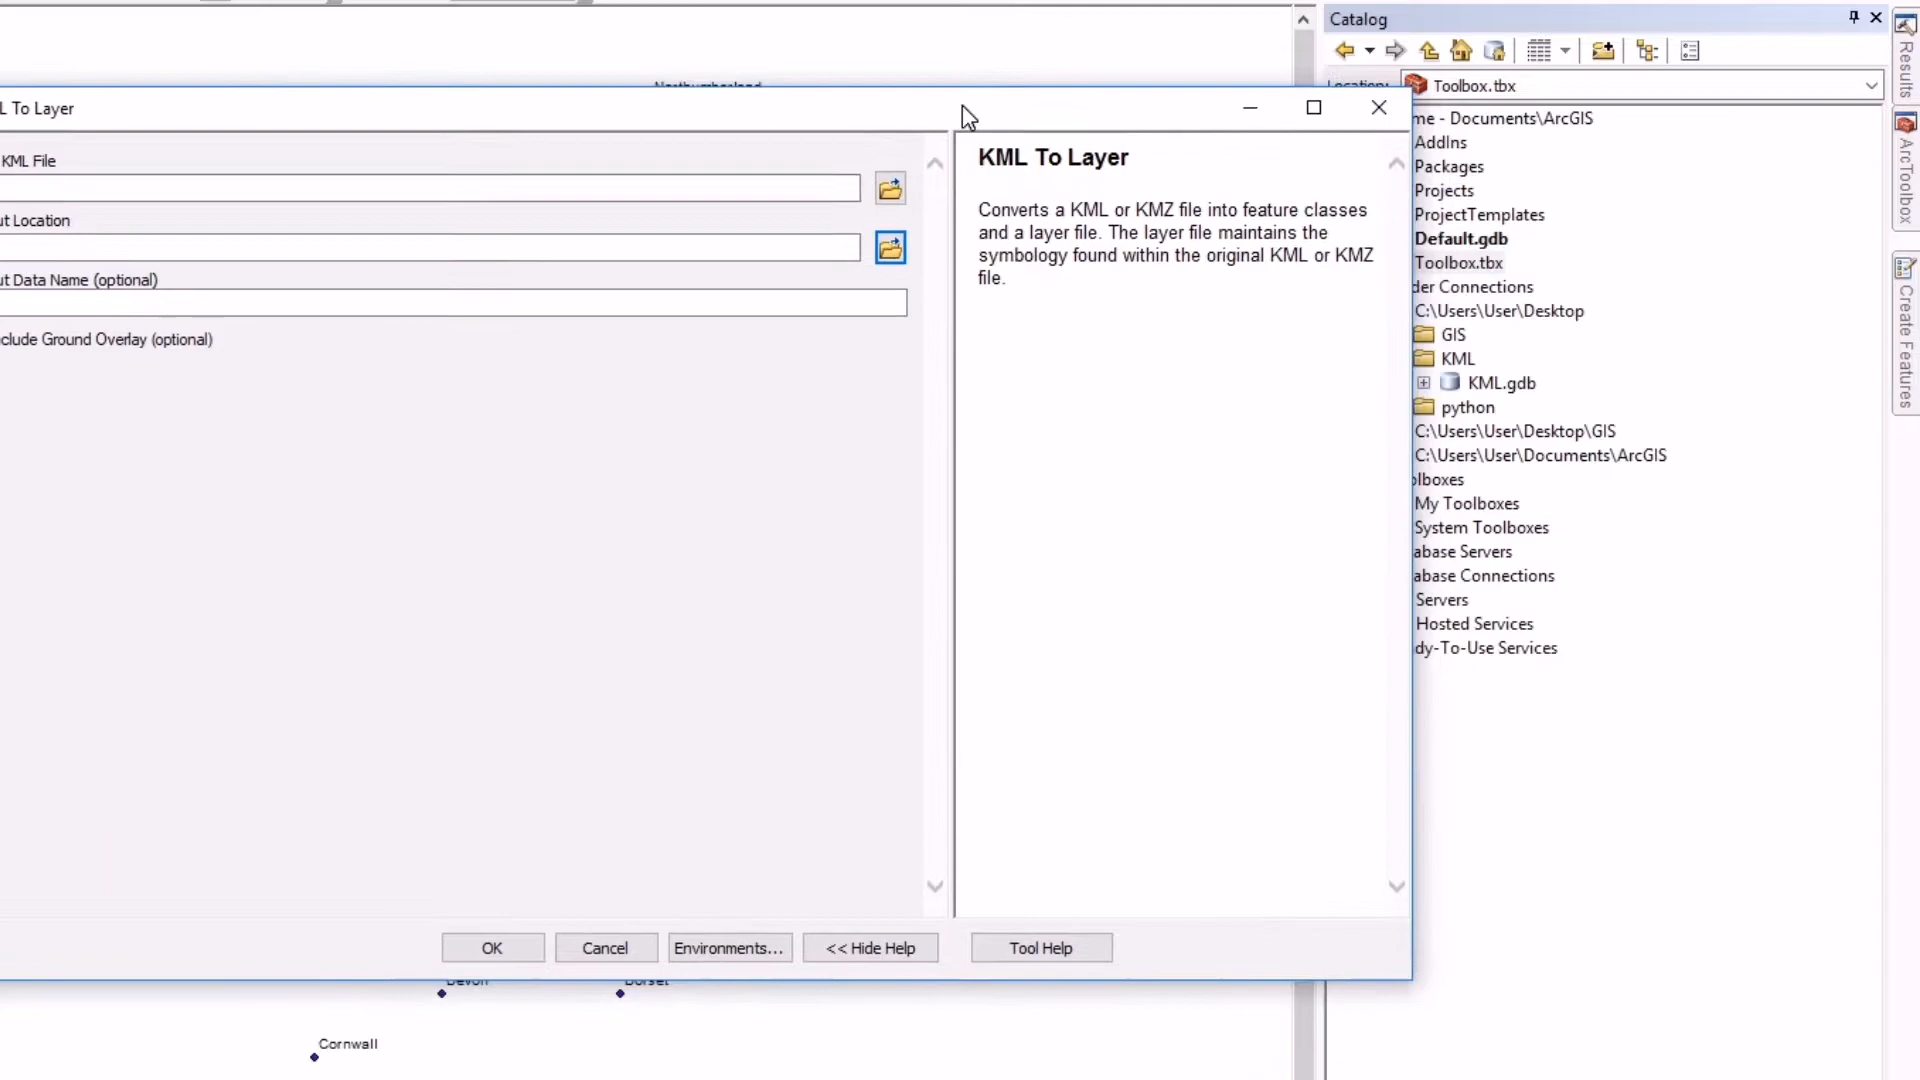 Catalog
Location: Toolbox.tbx
L To Layer
KML File
ut Location
ut Data Name (optional)
clude Ground Overlay (optional)
KML To Layer
Converts a KML or KMZ file into feature classes
and a layer file. The layer file maintains the
symbology found within the original KML or KMZ
file.
OK
Cancel
Environments...
<< Hide Help
Tool Help
me - Documents\ArcGIS
AddIns
Packages
Projects
ProjectTemplates
Default.gdb
Toolbox.tbx
der Connections
C:\Users\User\Desktop
GIS
KML
KML.gdb
python
C:\Users\User\Desktop\GIS
C:\Users\User\Documents\ArcGIS
olboxes
My Toolboxes
System Toolboxes
abase Servers
abase Connections
Servers
Hosted Services
dy-To-Use Services
Results
ArcToolbox
Create Features
Northumberland
Devon
Dorset
Cornwall